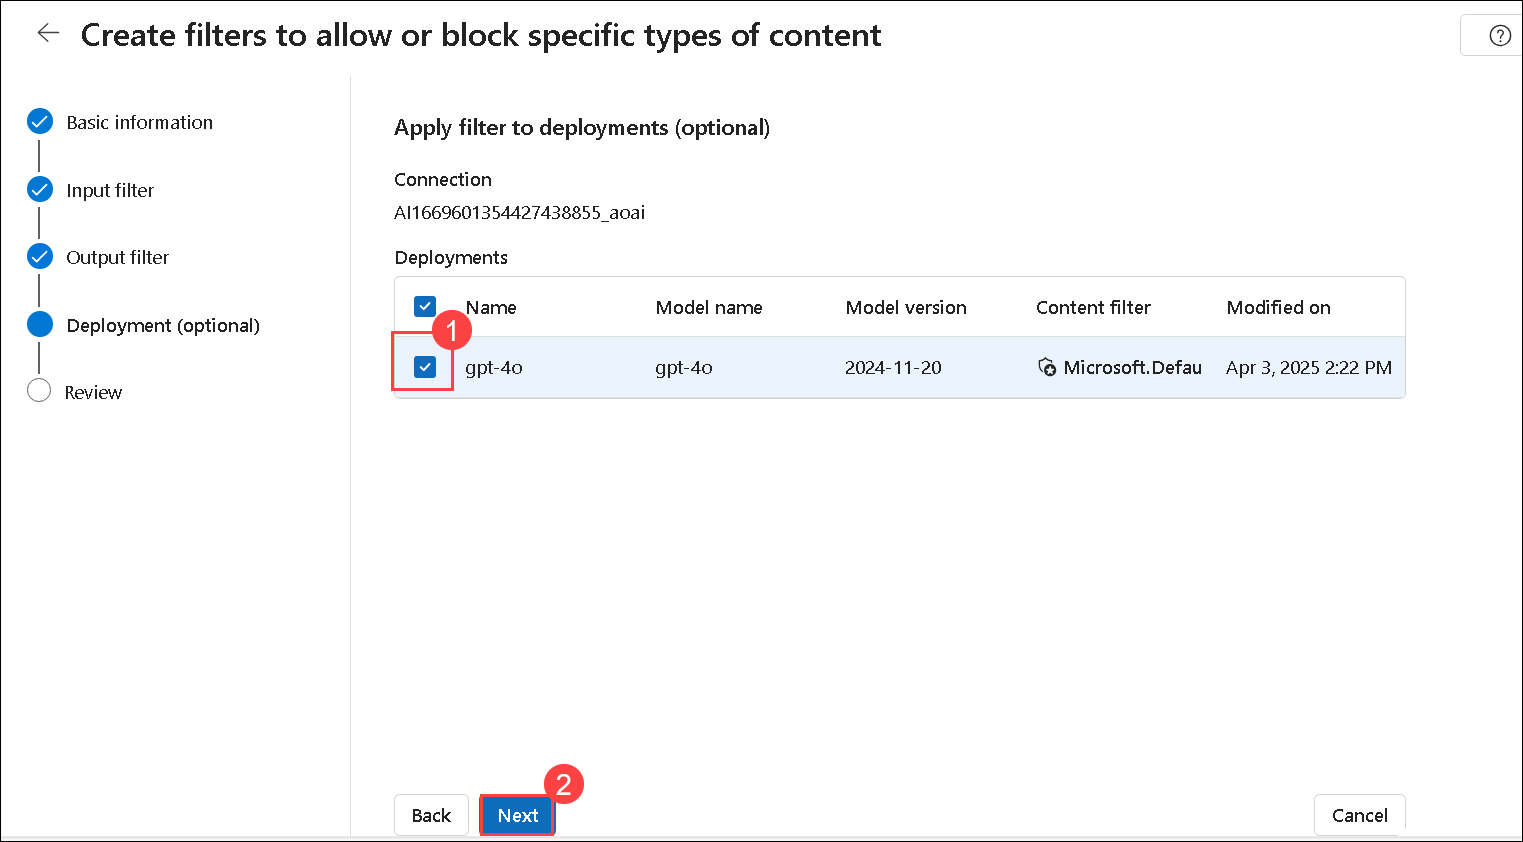 Create filters to allow or block specific types of content
Basic information
Input filter
Output filter
Deployment (optional)
Review
Apply filter to deployments (optional)
Connection
AI1669601354427438855_aoai
Deployments
Name Model name Model version Content filter Modified on
1
gpt-4o gpt-4o 2024-11-20 Microsoft.Defau Apr 3, 2025 2:22 PM
2
Back Next Cancel